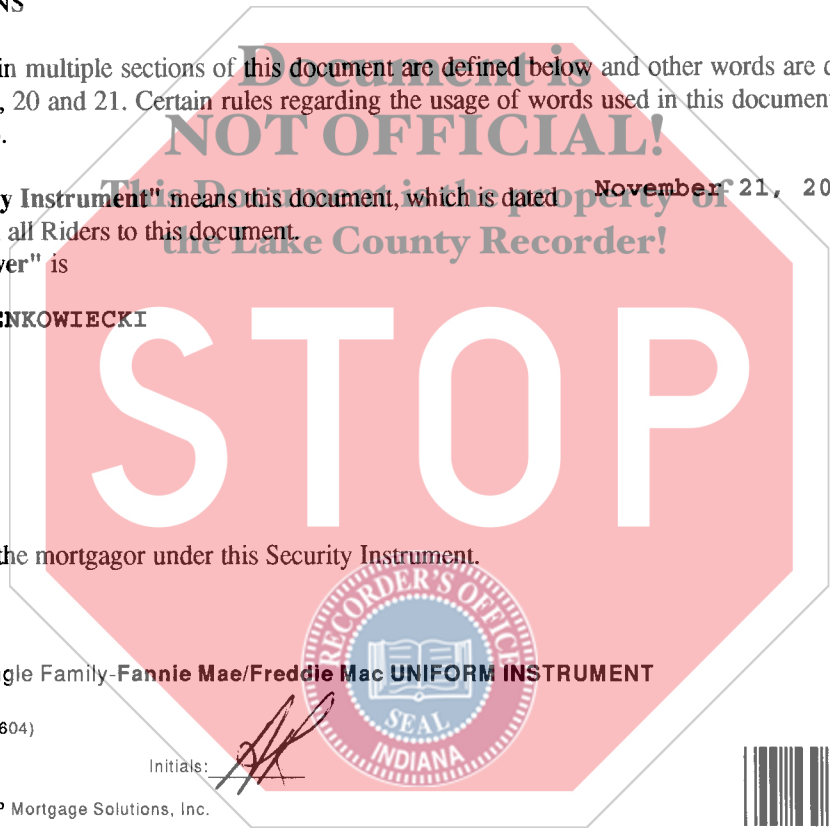 NS
Document is
in multiple sections of this document are defined below and other words are
, 20 and 21. Certain rules regarding the usage of words used in this documen
NOT OFFICIAL!
This Document is the property of
y Instrument" means this document, which is dated November 21, 20
all Riders to this document.
the Lake County Recorder!
ver" is
ENKOWIECKI
STOP
the mortgagor under this Security Instrument.
RECORDER'S OFFICE
SEAL
INDIANA
gle Family-Fannie Mae/Freddie Mac UNIFORM INSTRUMENT
604)
Initials:
P Mortgage Solutions, Inc.